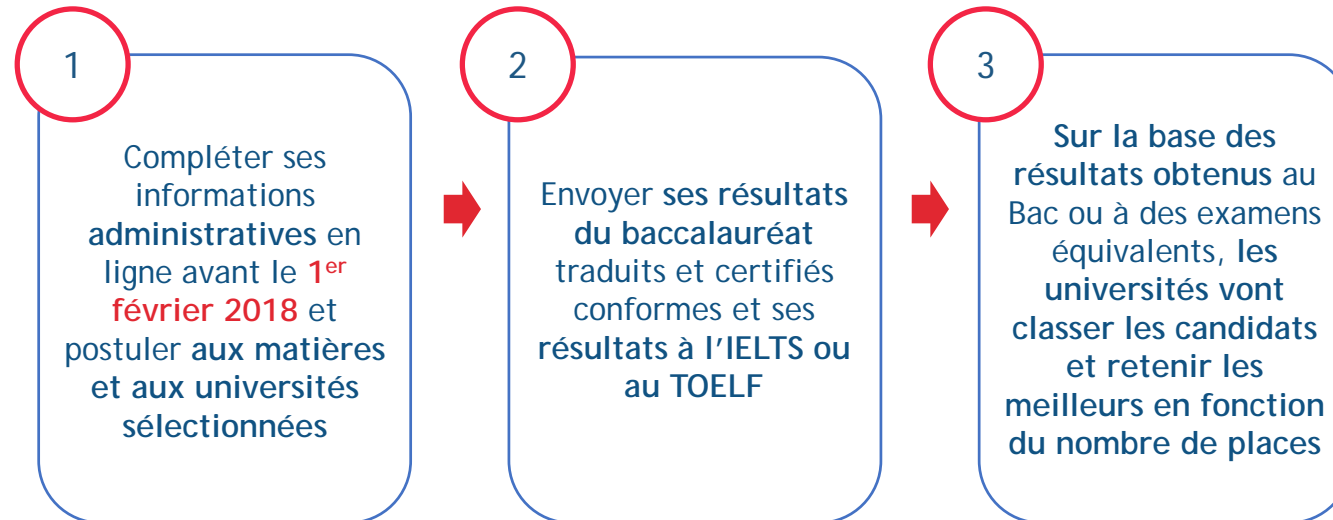 1
Compléter ses
informations
administratives en
ligne avant le 1er
février 2018 et
postuler aux matières
et aux universités
sélectionnées
2
Envoyer ses résultats
du baccalauréat
traduits et certifiés
conformes et ses
résultats à l'IELTS ou
au TOELF
3
Sur la base des
résultats obtenus au
Bac ou à des examens
équivalents, les
universités vont
classer les candidats
et retenir les
meilleurs en fonction
du nombre de places